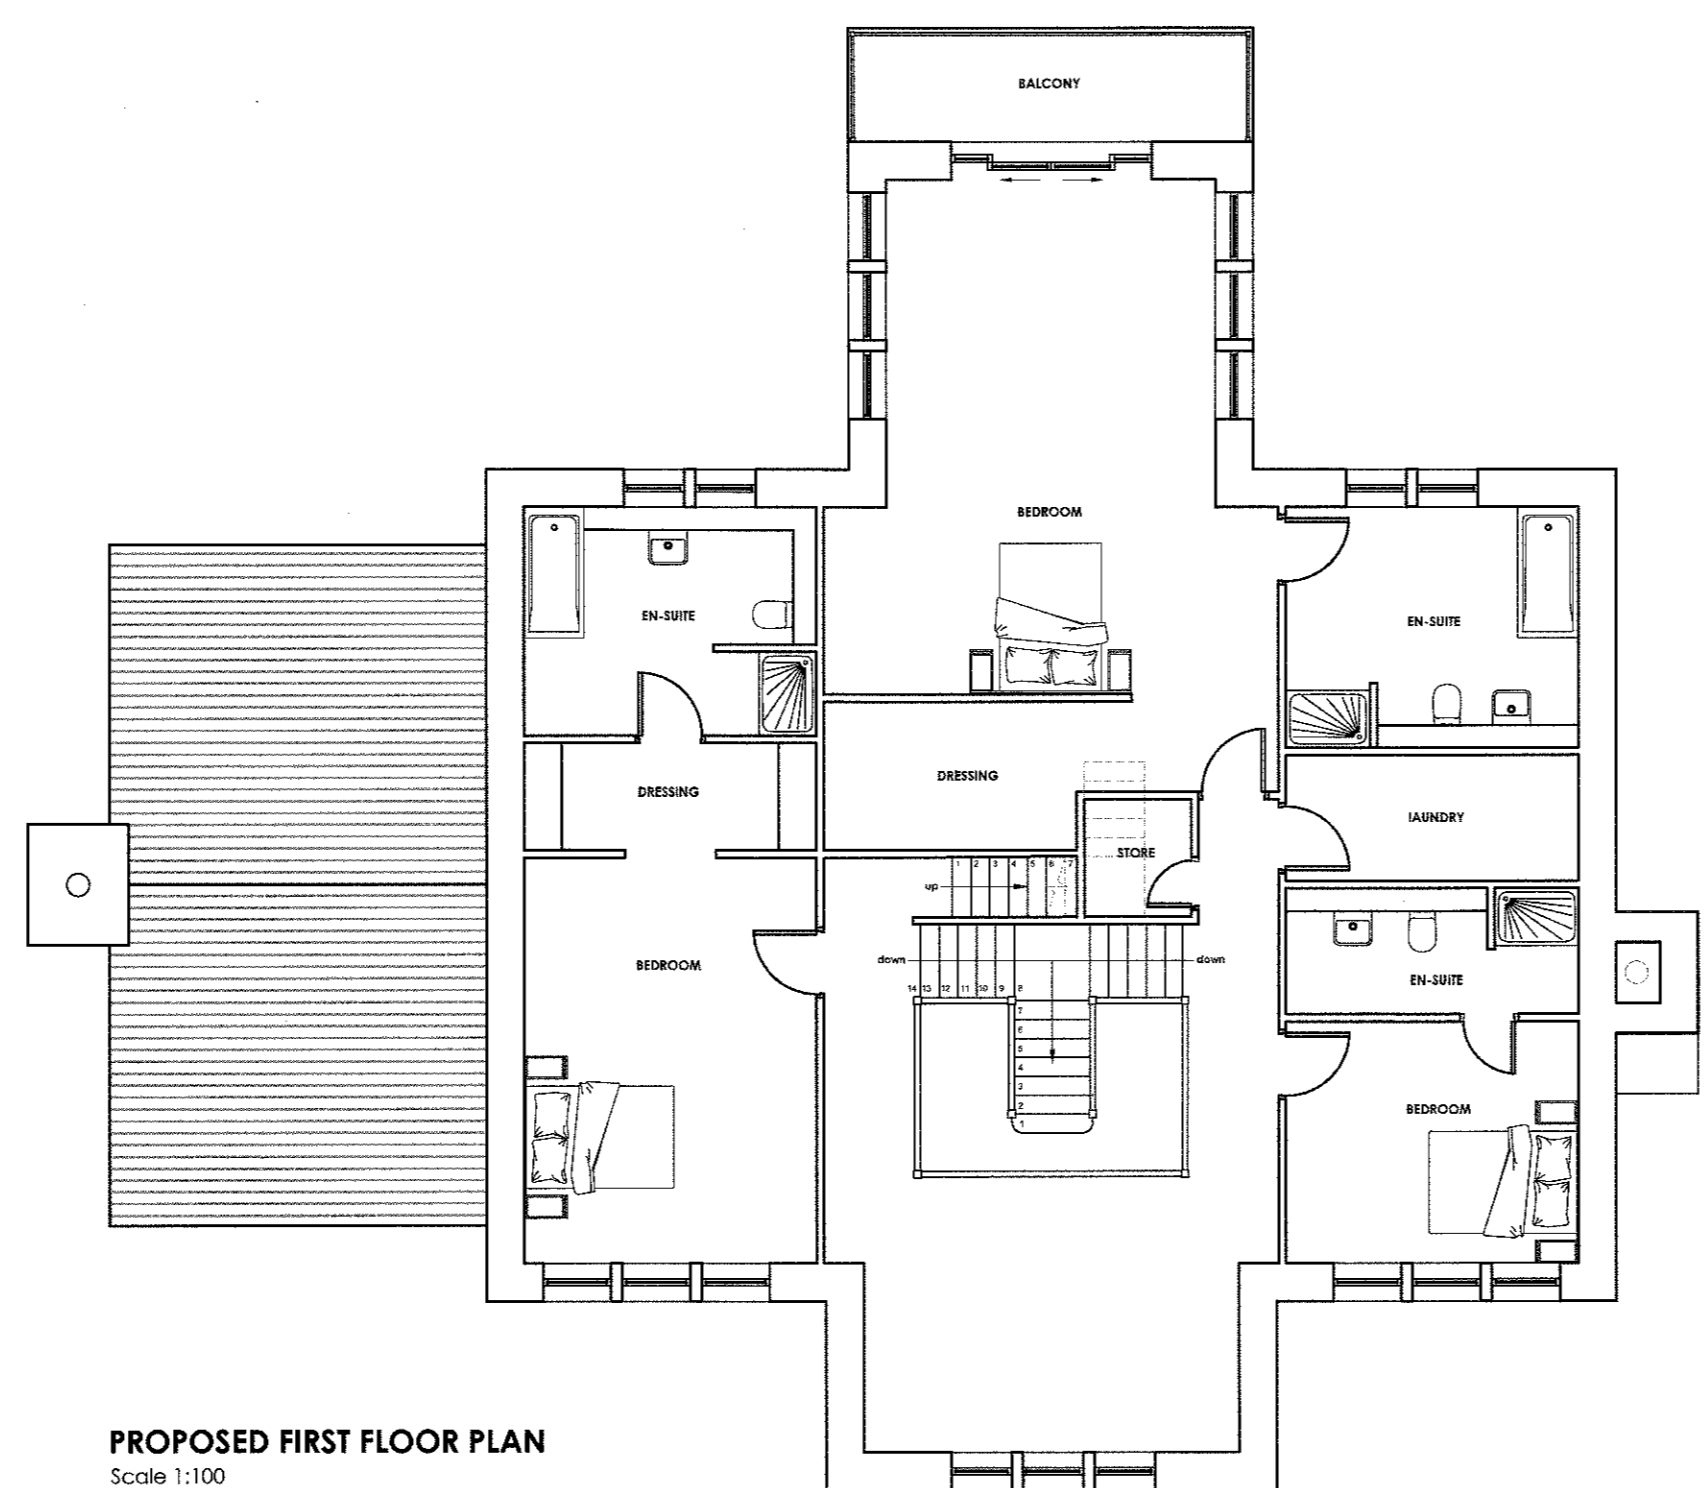 BALCONY
BEDROOM
EN-SUITE
EN-SUITE
DRESSING
DRESSING
LAUNDRY
STORE
1 2 3 4 5 6 7
up
BEDROOM
down
down
EN-SUITE
14 13 12 11 10 9 8
7
6
5
4
3
2
1
BEDROOM
PROPOSED FIRST FLOOR PLAN
Scale 1:100